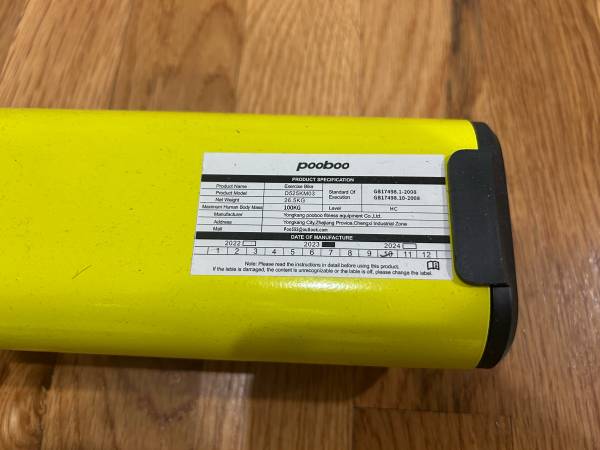 pooboo
PRODUCT SPECIFICATION
Product Name Exercise Bike Standard Of Execution GB17498.1-2008
Product Model D525KM03 GB17498.10-2008
Net Weight 26.5KG
Maximum Human Body Mass 100KG Level HC
Manufacturer Yongkang pooboo fitness equipment Co.,Ltd.
Address Yongkang City,Zhejiang Provice,Chengxi Industrial Zone
Mail
DATE OF MANUFACTURE
2022 2023 2024
1 2 3 4 5 6 7 8 9 10 11 12
Note: Please read the instructions in detail before using this product.
If the lable is damaged, the content is unrecognizable or the lable is off, please change the label.